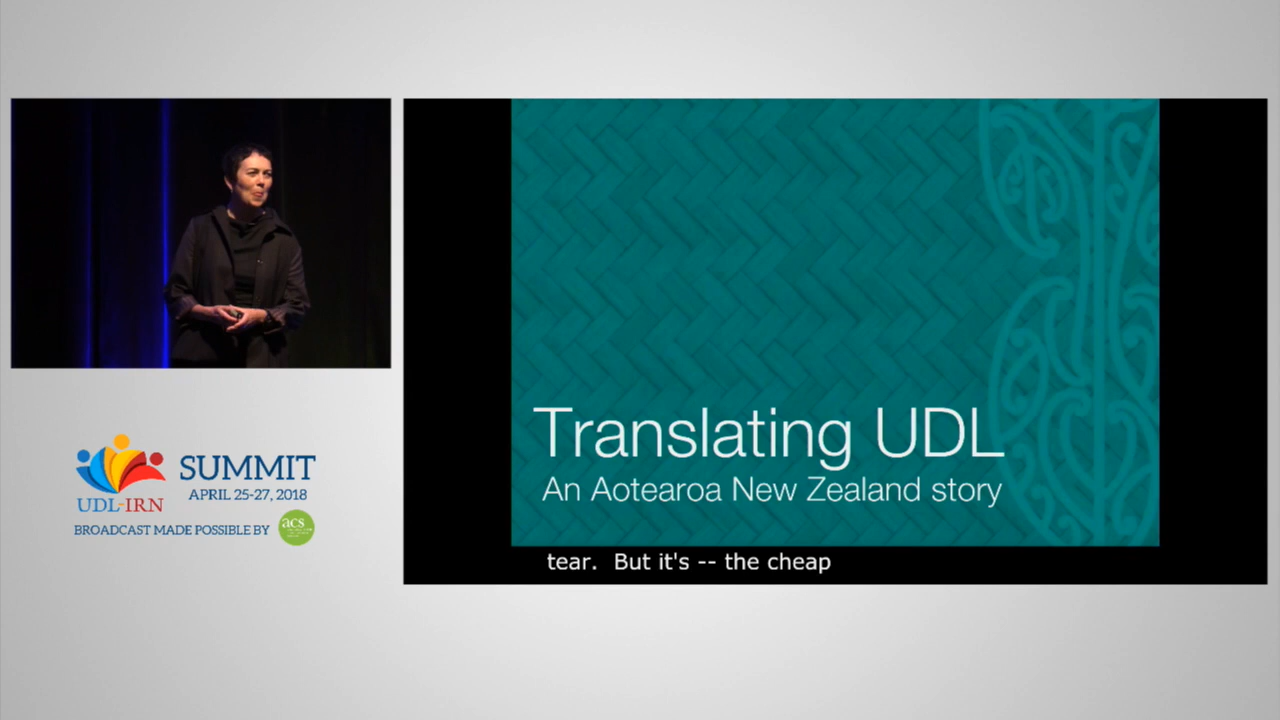 Translating UDL
An Aotearoa New Zealand story
tear.  But it's -- the cheap
SUMMIT
APRIL 25-27, 2018
UDL-IRN
BROADCAST MADE POSSIBLE BY
acs